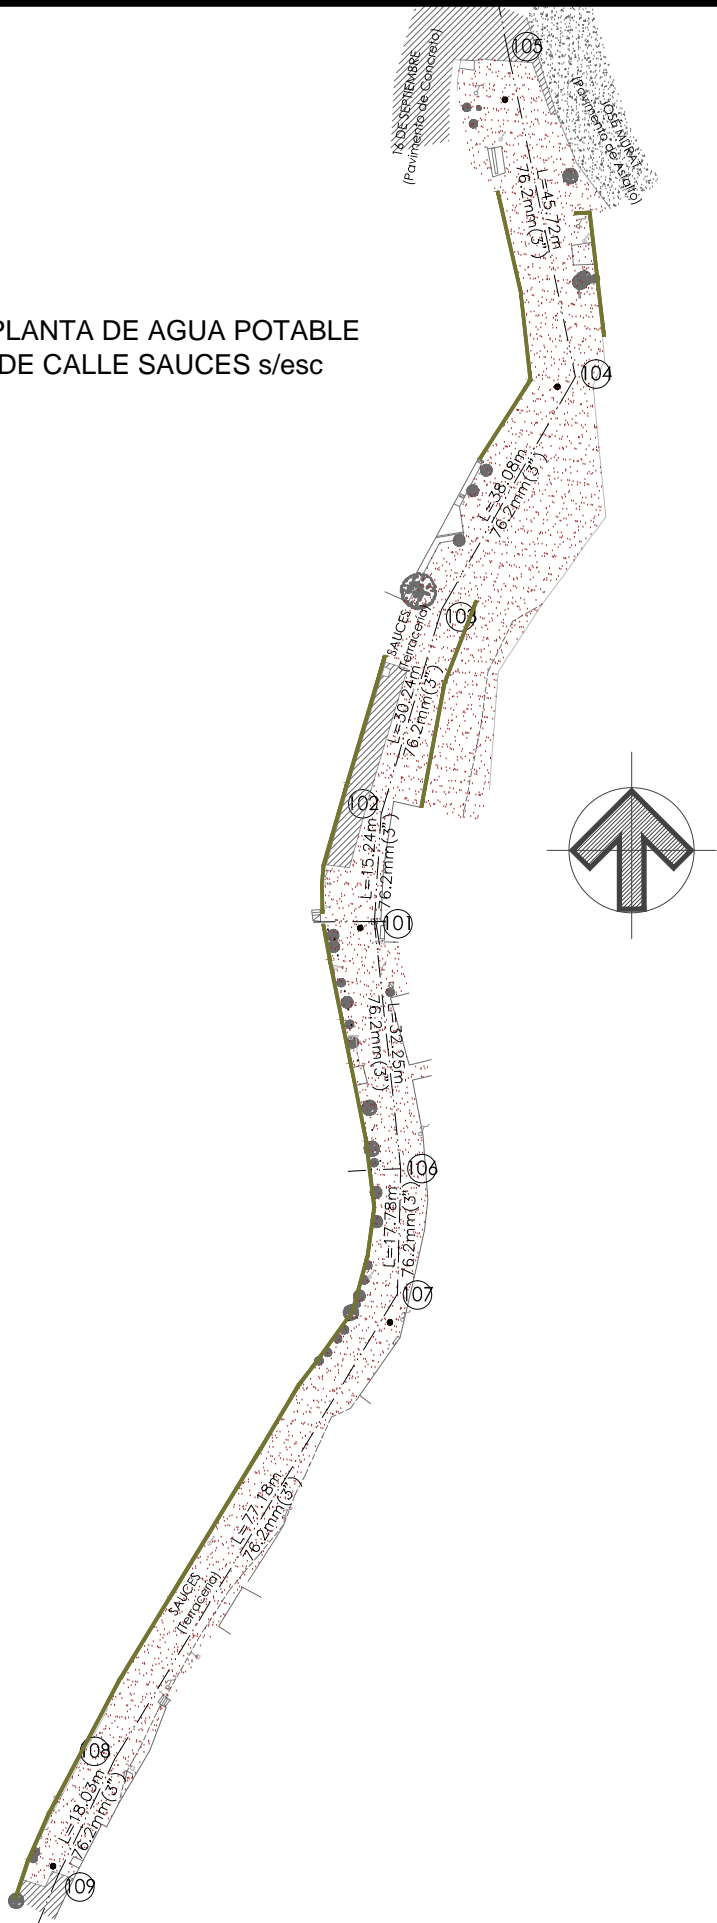 105
16 DE SEPTIEMBRE
(Pavimento de Concreto)
JOSÉ MURAT
(Pavimento de Asfalto)
L=45.72m
76.2mm(3")
PLANTA DE AGUA POTABLE
DE CALLE SAUCES s/esc
104
L=38.08m
76.2mm(3")
103
SAUCES
(Terraceria)
L=30.24m
76.2mm(3")
102
L=15.24m
76.2mm(3")
101
L=32.25m
76.2mm(3")
106
L=17.78m
76.2mm(3")
107
L=77.18m
76.2mm(3")
SAUCES
(Terraceria)
108
L=18.03m
76.2mm(3")
109